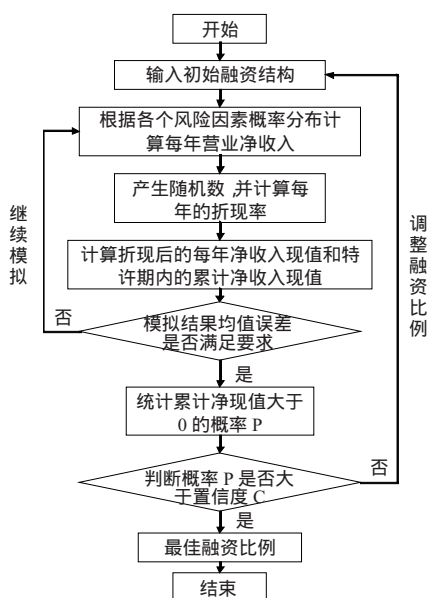 开始
输入初始融资结构
根据各个风险因素概率分布计
算每年营业净收入
产生随机数,并计算每
年的折现率
计算折现后的每年净收入现值和特
许期内的累计净收入现值
继续模拟
否
模拟结果均值误差
是否满足要求
是
统计累计净现值大于
0 的概率 P
判断概率 P 是否大
于置信度 C
否
调整融资比例
是
最佳融资比例
结束